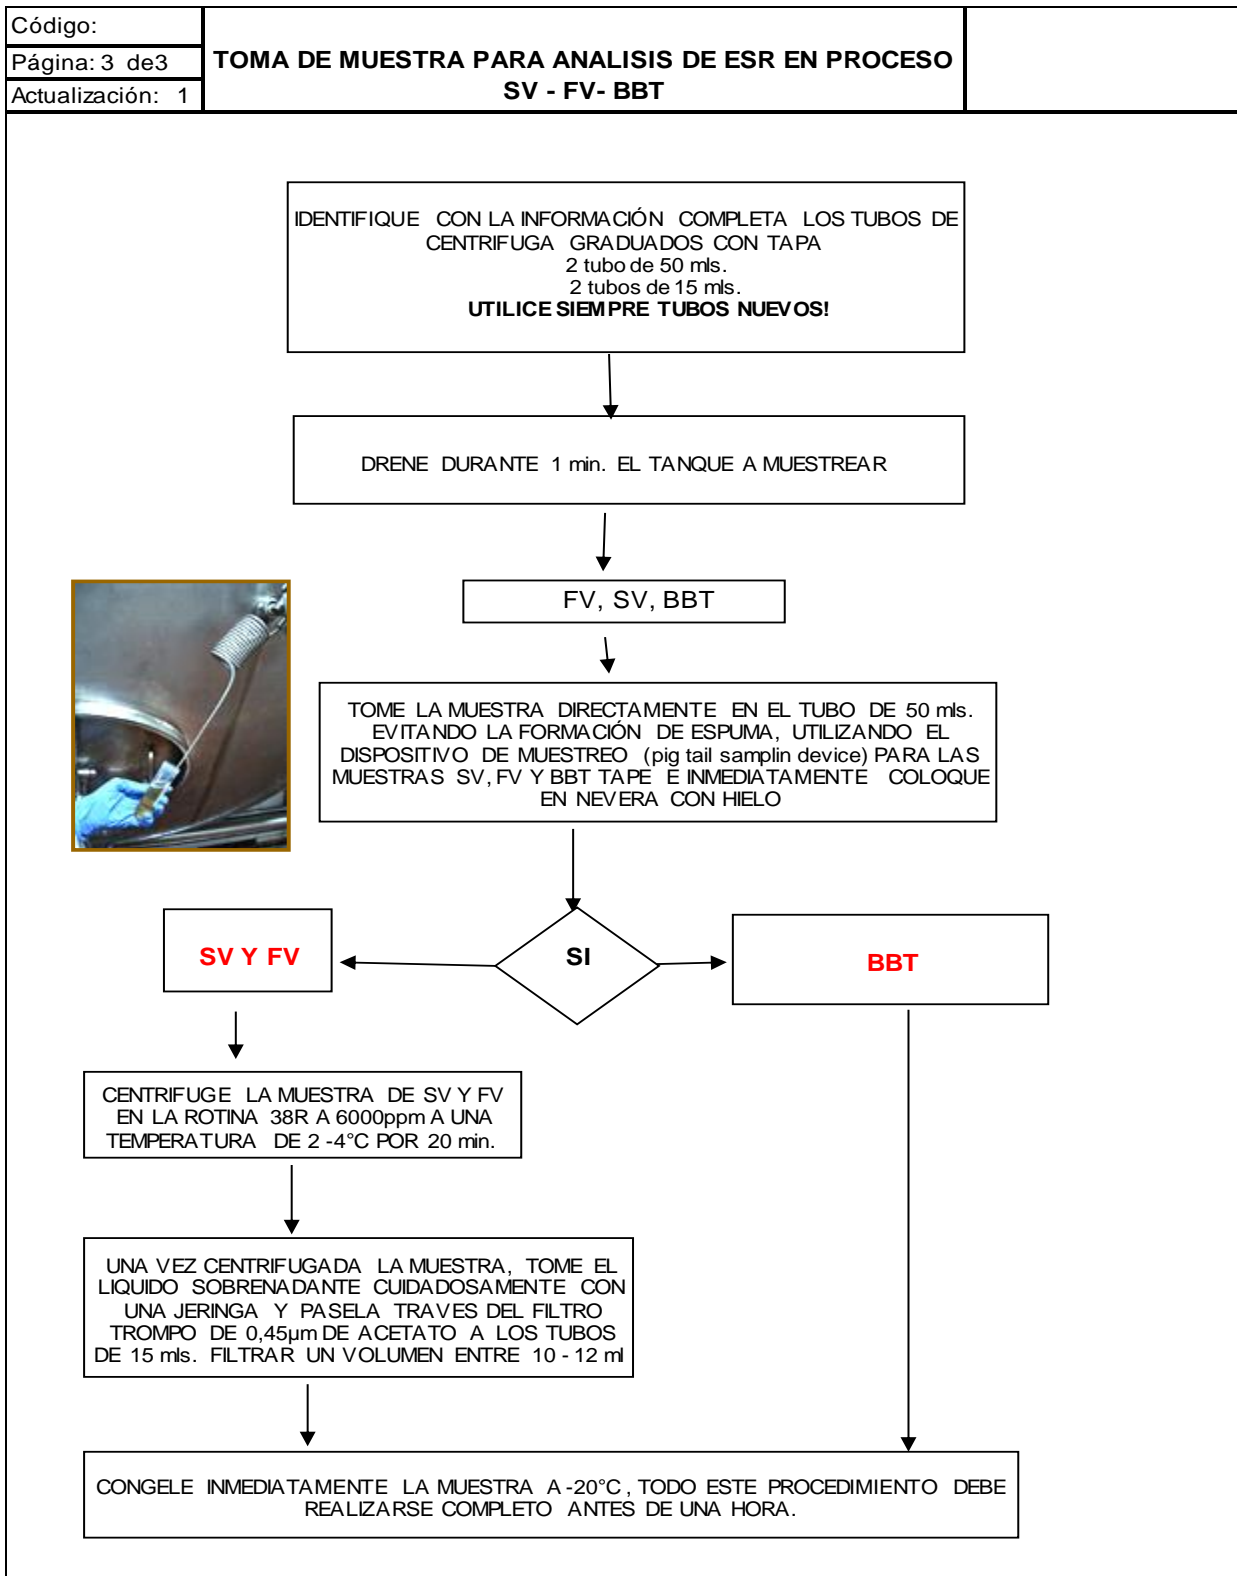 Código:
Página: 3 de3
Actualización: 1
TOMA DE MUESTRA PARA ANALISIS DE ESR EN PROCESO
SV - FV- BBT
IDENTIFIQUE CON LA INFORMACIÓN COMPLETA LOS TUBOS DE
CENTRIFUGA GRADUADOS CON TAPA
2 tubo de 50 mls.
2 tubos de 15 mls.
UTILICE SIEMPRE TUBOS NUEVOS!
DRENE DURANTE 1 min. EL TANQUE A MUESTREAR
FV, SV, BBT
TOME LA MUESTRA DIRECTAMENTE EN EL TUBO DE 50 mls.
EVITANDO LA FORMACIÓN DE ESPUMA, UTILIZANDO EL
DISPOSITIVO DE MUESTREO (pig tail samplin device) PARA LAS
MUESTRAS SV, FV Y BBT TAPE E INMEDIATAMENTE COLOQUE
EN NEVERA CON HIELO
SV Y FV
SI
BBT
CENTRIFUGE LA MUESTRA DE SV Y FV
EN LA ROTINA 38R A 6000ppm A UNA
TEMPERATURA DE 2 -4°C POR 20 min.
UNA VEZ CENTRIFUGADA LA MUESTRA, TOME EL
LIQUIDO SOBRENADANTE CUIDADOSAMENTE CON
UNA JERINGA Y PASELA TRAVES DEL FILTRO
TROMPO DE 0,45µm DE ACETATO A LOS TUBOS
DE 15 mls. FILTRAR UN VOLUMEN ENTRE 10 - 12 ml
CONGELE INMEDIATAMENTE LA MUESTRA A -20°C, TODO ESTE PROCEDIMIENTO DEBE
REALIZARSE COMPLETO ANTES DE UNA HORA.